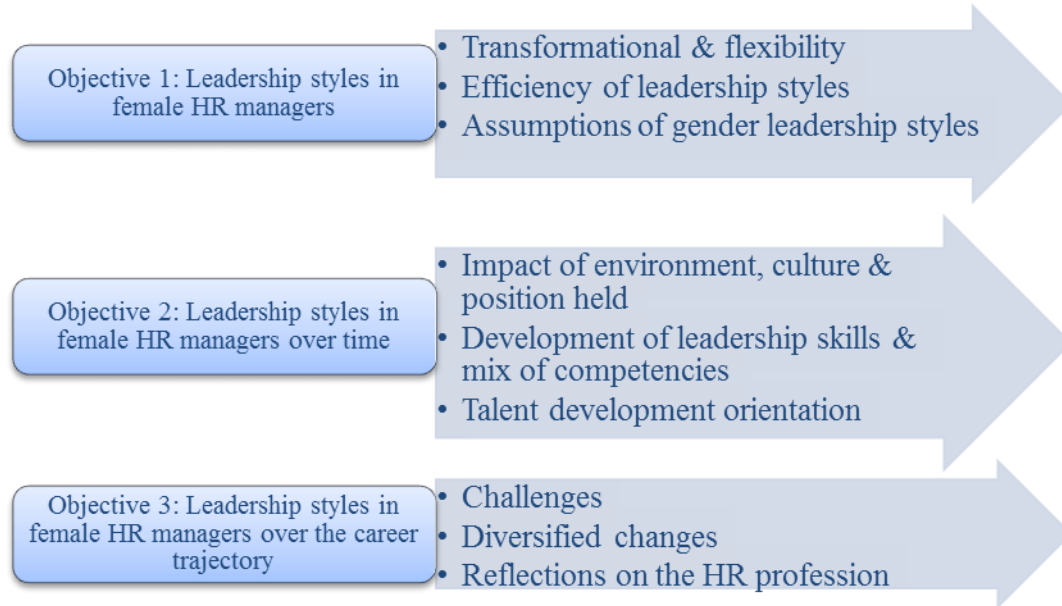 Objective 1: Leadership styles in
female HR managers
• Transformational & flexibility
• Efficiency of leadership styles
• Assumptions of gender leadership styles
Objective 2: Leadership styles in
female HR managers over time
• Impact of environment, culture &
position held
• Development of leadership skills &
mix of competencies
• Talent development orientation
Objective 3: Leadership styles in
female HR managers over the career
trajectory
• Challenges
• Diversified changes
• Reflections on the HR profession